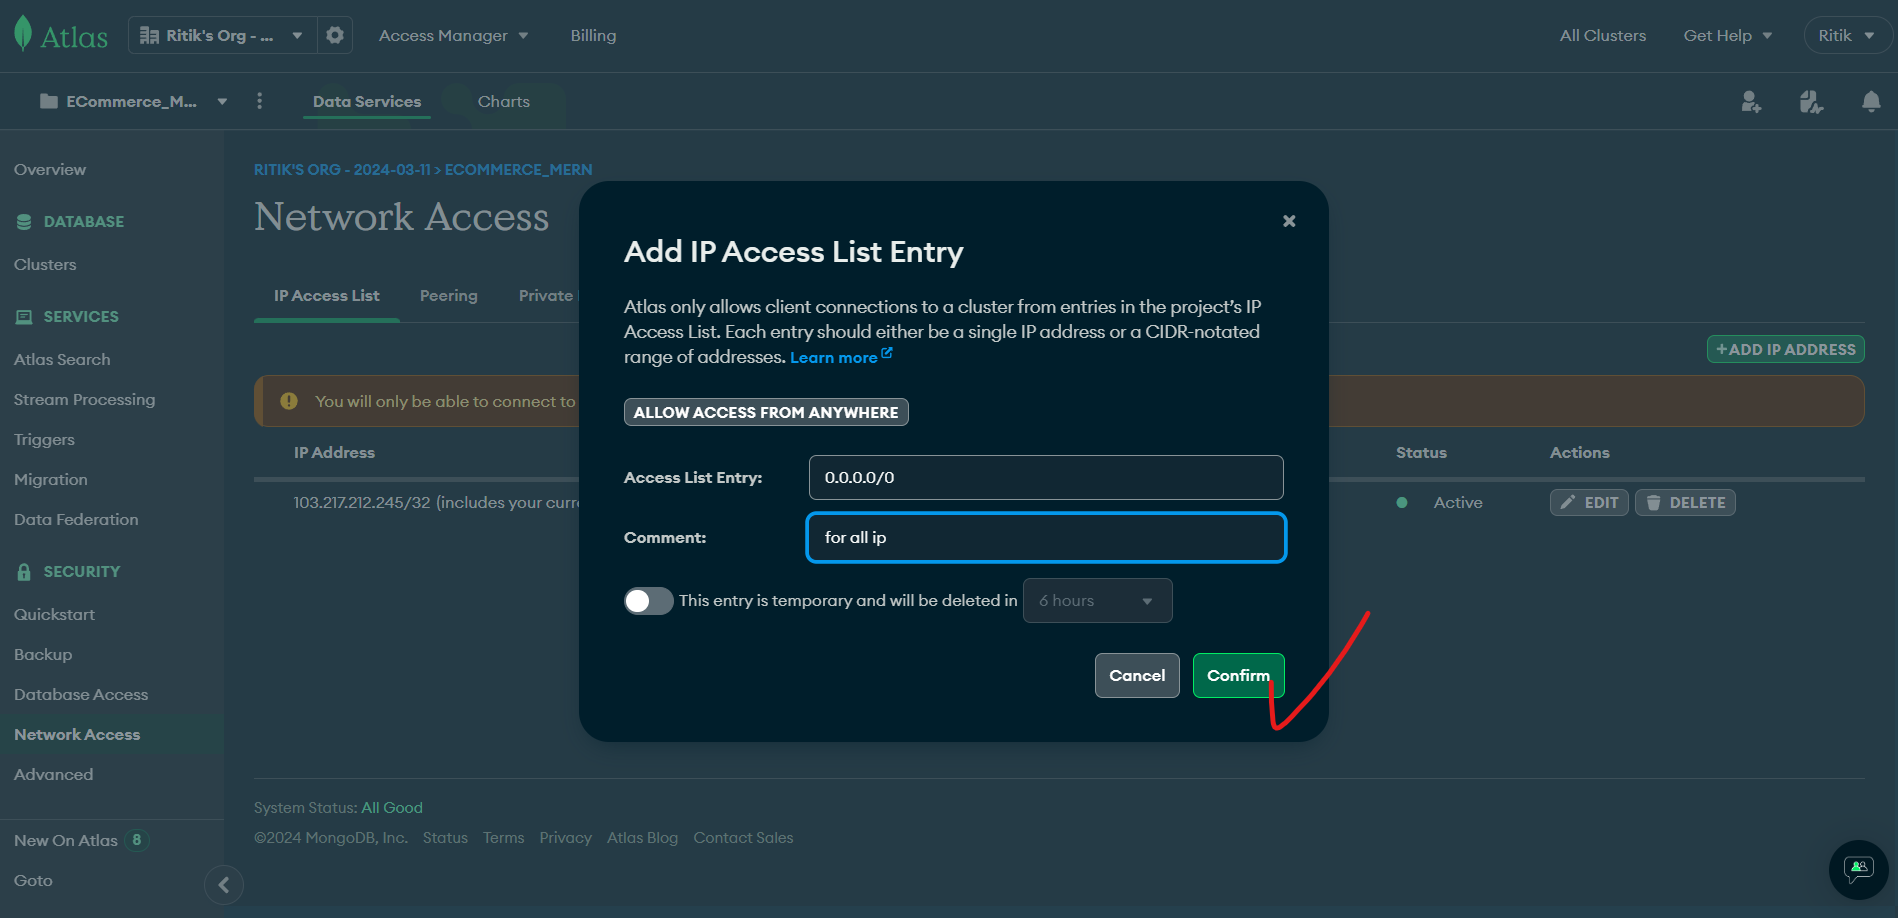 Atlas
Ritik's Org - ...
Access Manager
Billing
All Clusters
Get Help
Ritik
ECommerce_M...
Data Services
Charts
Overview
DATABASE
Clusters
SERVICES
Atlas Search
Stream Processing
Triggers
Migration
Data Federation
SECURITY
Quickstart
Backup
Database Access
Network Access
Advanced
New On Atlas 8
Goto
RITIK'S ORG - 2024-03-11 > ECOMMERCE_MERN
Network Access
IP Access List
Peering
Private
+ADD IP ADDRESS
You will only be able to connect to
IP Address
Status
Actions
103.217.212.245/32 (includes your curre
Active
EDIT
DELETE
Add IP Access List Entry
Atlas only allows client connections to a cluster from entries in the project’s IP
Access List. Each entry should either be a single IP address or a CIDR-notated
range of addresses. Learn more
ALLOW ACCESS FROM ANYWHERE
Access List Entry:
0.0.0.0/0
Comment:
for all ip
This entry is temporary and will be deleted in
6 hours
Cancel
Confirm
System Status: All Good
©2024 MongoDB, Inc.
Status
Terms
Privacy
Atlas Blog
Contact Sales